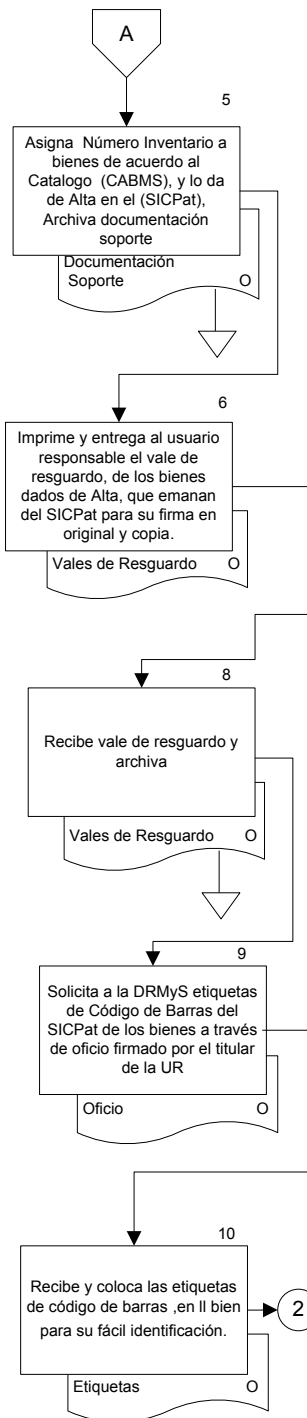 A
5
Asigna Número Inventario a
bienes de acuerdo al
Catalogo (CABMS), y lo da
de Alta en el (SICPat),
Archiva documentación
soporte
Documentación
Soporte O
6
Imprime y entrega al usuario
responsable el vale de
resguardo, de los bienes
dados de Alta, que emanan
del SICPat para su firma en
original y copia.
Vales de Resguardo O
8
Recibe vale de resguardo y
archiva
Vales de Resguardo O
9
Solicita a la DRMyS etiquetas
de Código de Barras del
SICPat de los bienes a través
de oficio firmado por el titular
de la UR
Oficio O
10
Recibe y coloca las etiquetas
de código de barras ,en ll bien
para su fácil identificación.
2
Etiquetas O